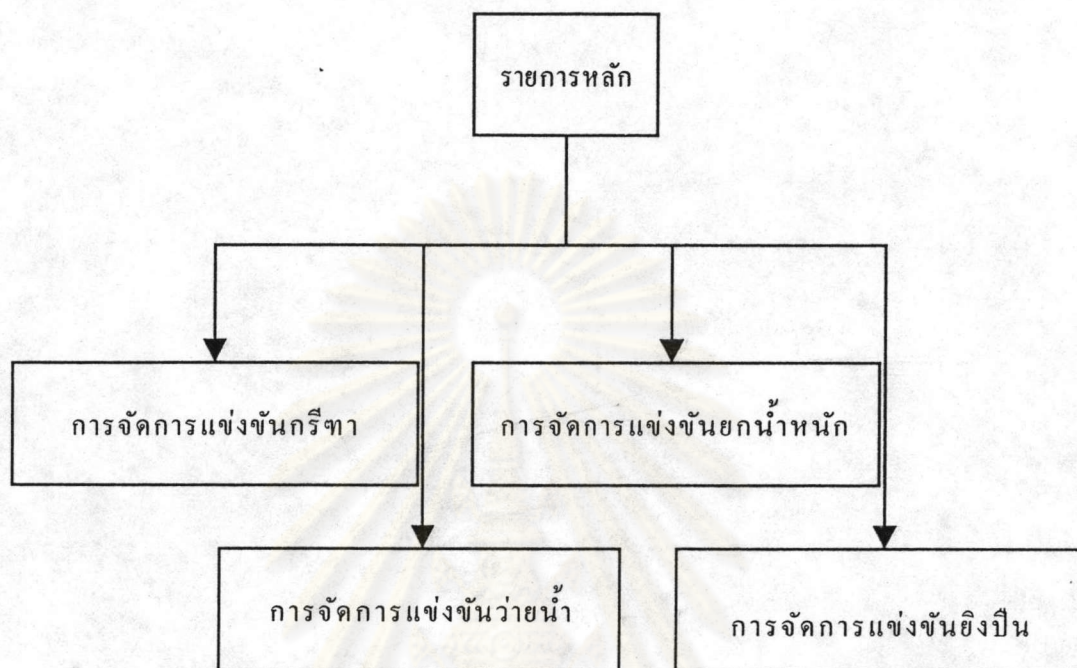 รายการหลัก
การจัดการแข่งขันกรีฑา
การจัดการแข่งขันยกน้ำหนัก
การจัดการแข่งขันว่ายน้ำ
การจัดการแข่งขันยิงปืน